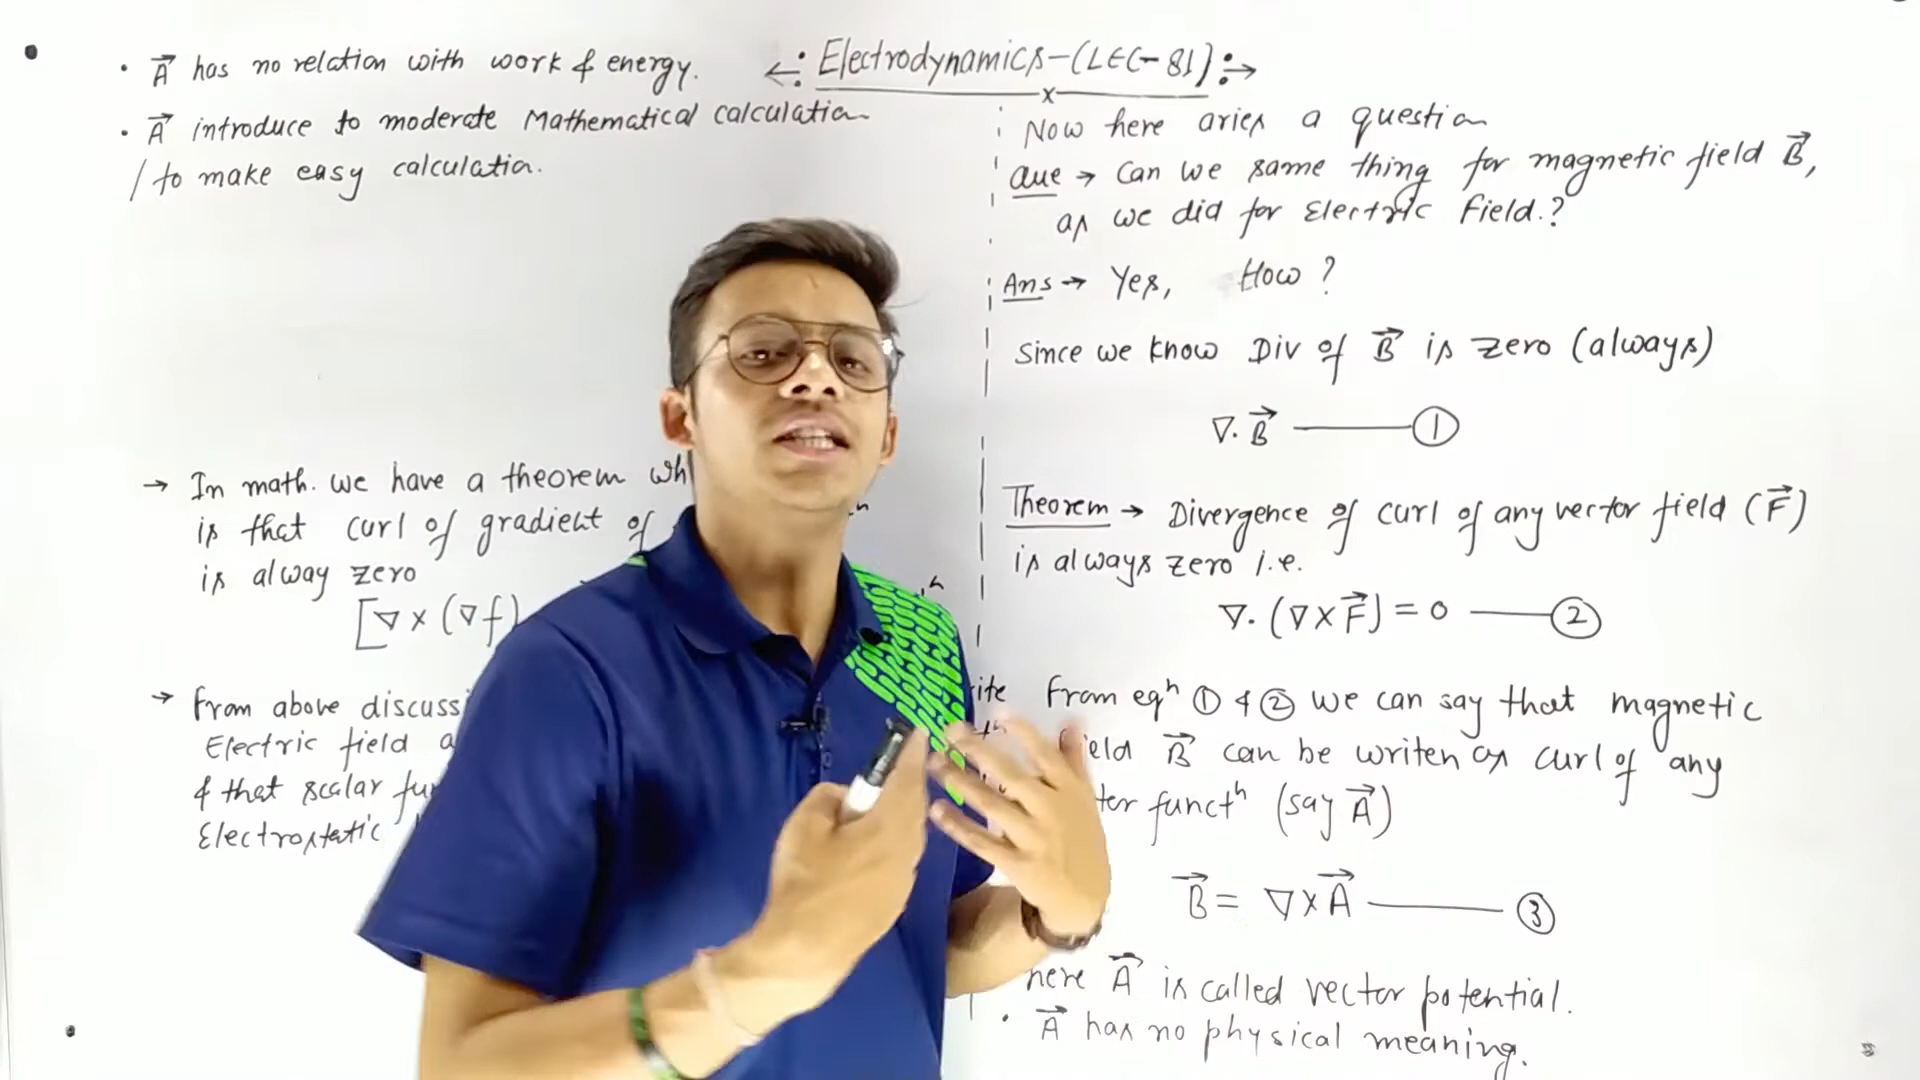 ←: Electrodynamics-(LEC-81):→
x
• A⃗ has no relation with work & energy.
• A⃗ introduce to moderate Mathematical calculation
/ to make easy calculation.
→ In math. we have a theorem wh
is that curl of gradient of
is alway zero
[∇ × (∇f)
→ From above discuss
Electric field a
& that scalar fun
Electrostatic
Now here aries a question
Que → Can we same thing for magnetic field B⃗,
as we did for Electric Field.?
Ans → Yes, How ?
Since we know Div of B⃗ is zero (always)
∇. B⃗ ——— ①
Theorem → Divergence of curl of any vector field (F⃗)
is always zero i.e.
∇. (∇×F⃗) = 0 ——— ②
rite From eqⁿ ① & ② we can say that magnetic
ield B⃗ can be writen as curl of any
tor functⁿ (say A⃗)
B⃗ = ∇×A⃗ ——— ③
here A⃗ is called vector potential.
• A⃗ has no physical meaning.